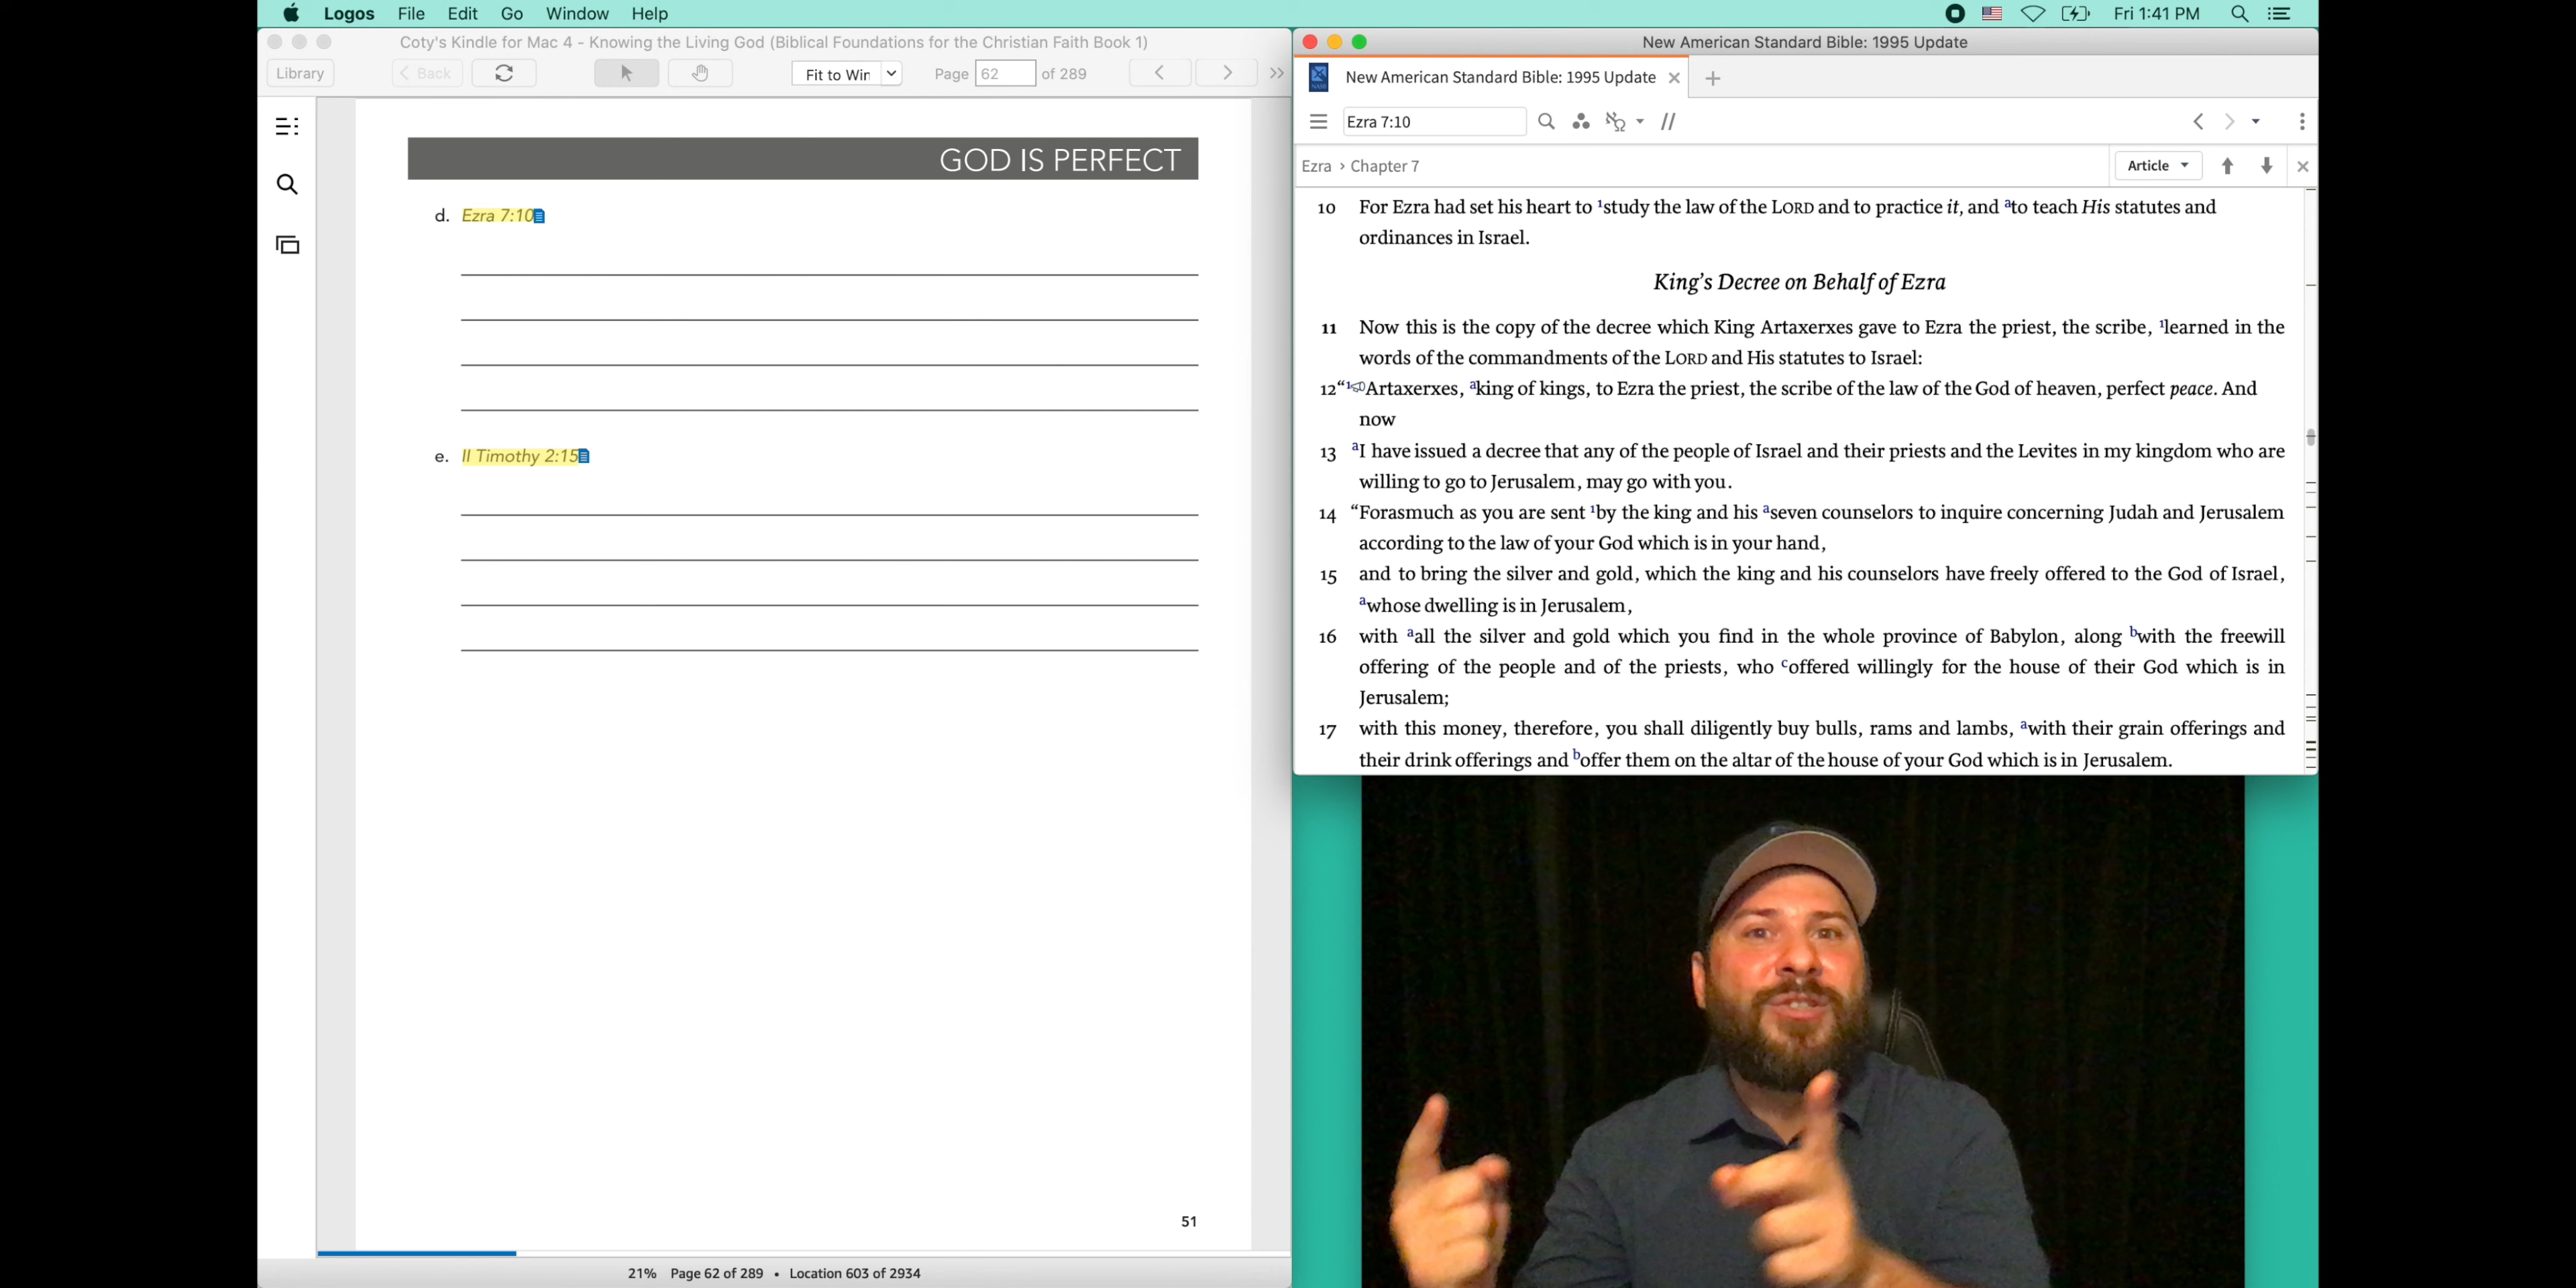 Logos File Edit Go Window Help
Fri 1:41 PM
Coty's Kindle for Mac 4 - Knowing the Living God (Biblical Foundations for the Christian Faith Book 1)
Library
Back
Fit to Win
Page 62 of 289
GOD IS PERFECT
d. Ezra 7:10
e. II Timothy 2:15
51
21% Page 62 of 289 • Location 603 of 2934
New American Standard Bible: 1995 Update
New American Standard Bible: 1995 Update
Ezra 7:10
Ezra › Chapter 7
Article
10 For Ezra had set his heart to ¹study the law of the LORD and to practice it, and ᵃto teach His statutes and
ordinances in Israel.
King’s Decree on Behalf of Ezra
11 Now this is the copy of the decree which King Artaxerxes gave to Ezra the priest, the scribe, ¹learned in the
words of the commandments of the LORD and His statutes to Israel:
12 “¹Artaxerxes, ᵃking of kings, to Ezra the priest, the scribe of the law of the God of heaven, perfect peace. And
now
13 ᵃI have issued a decree that any of the people of Israel and their priests and the Levites in my kingdom who are
willing to go to Jerusalem, may go with you.
14 “Forasmuch as you are sent ¹by the king and his ᵃseven counselors to inquire concerning Judah and Jerusalem
according to the law of your God which is in your hand,
15 and to bring the silver and gold, which the king and his counselors have freely offered to the God of Israel,
ᵃwhose dwelling is in Jerusalem,
16 with ᵃall the silver and gold which you find in the whole province of Babylon, along ᵇwith the freewill
offering of the people and of the priests, who ᶜoffered willingly for the house of their God which is in
Jerusalem;
17 with this money, therefore, you shall diligently buy bulls, rams and lambs, ᵃwith their grain offerings and
their drink offerings and ᵇoffer them on the altar of the house of your God which is in Jerusalem.